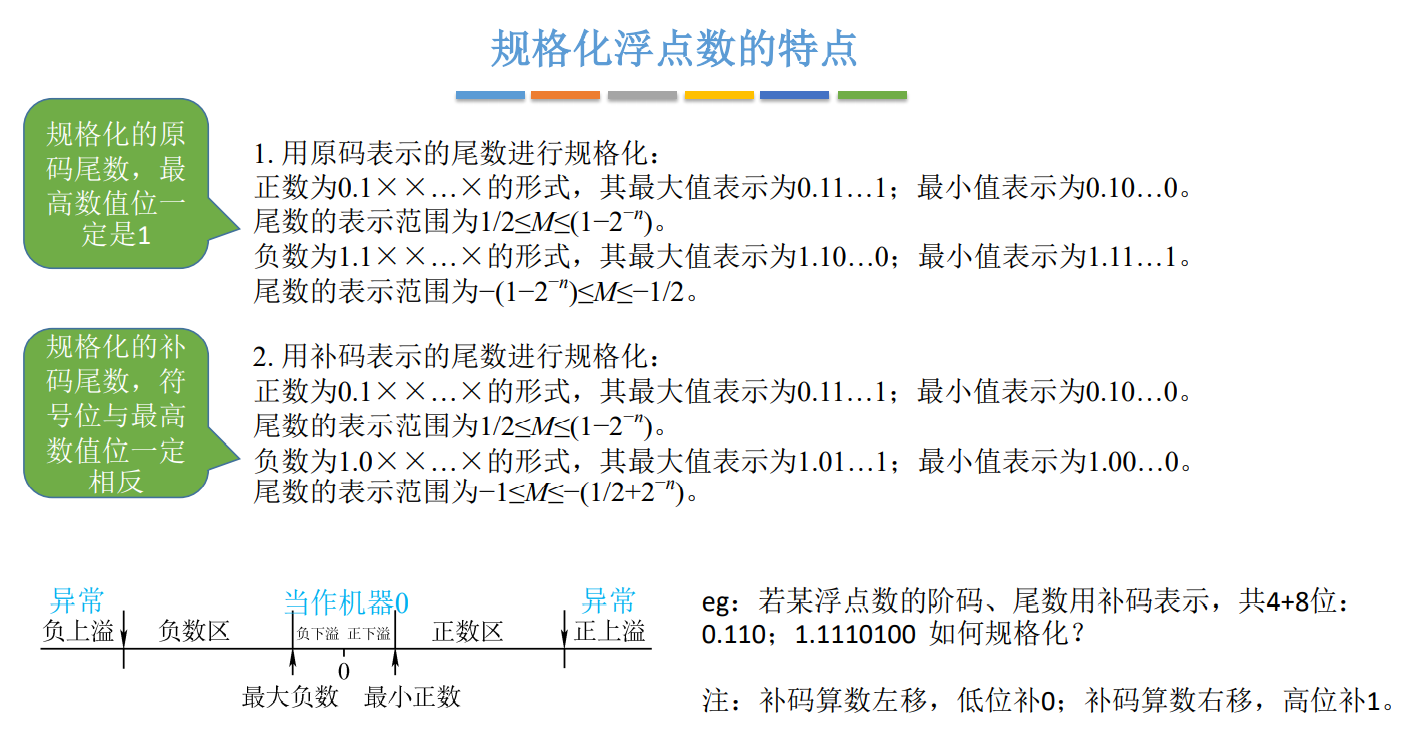 规格化浮点数的特点
规格化的原
码尾数，最
高数值位一
定是1
1. 用原码表示的尾数进行规格化：
正数为0.1××…×的形式，其最大值表示为0.11…1；最小值表示为0.10…0。
尾数的表示范围为1/2≤M≤(1−2⁻ⁿ)。
负数为1.1××…×的形式，其最大值表示为1.10…0；最小值表示为1.11…1。
尾数的表示范围为−(1−2⁻ⁿ)≤M≤−1/2。
规格化的补
码尾数，符
号位与最高
数值位一定
相反
2. 用补码表示的尾数进行规格化：
正数为0.1××…×的形式，其最大值表示为0.11…1；最小值表示为0.10…0。
尾数的表示范围为1/2≤M≤(1−2⁻ⁿ)。
负数为1.0××…×的形式，其最大值表示为1.01…1；最小值表示为1.00…0。
尾数的表示范围为−1≤M≤−(1/2+2⁻ⁿ)。
异常 当作机器0 异常
负上溢 负数区 负下溢 正下溢 正数区 正上溢
0
最大负数 最小正数
eg：若某浮点数的阶码、尾数用补码表示，共4+8位：
0.110；1.1110100 如何规格化？
注：补码算数左移，低位补0；补码算数右移，高位补1。